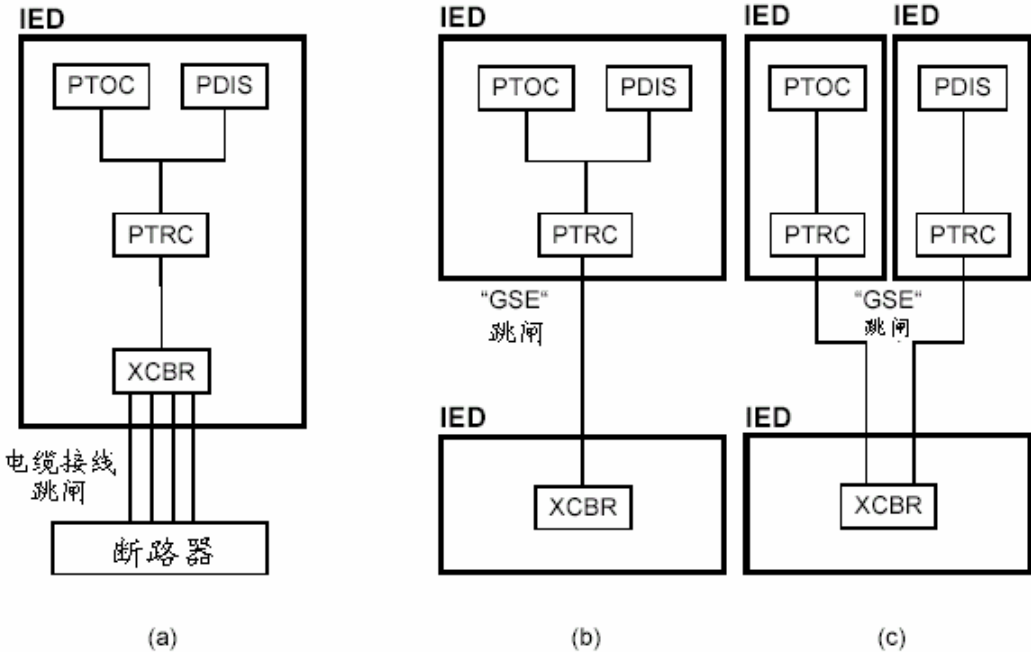 IED
PTOC
PDIS
PTRC
XCBR
电缆接线
跳闸
断路器
(a)
IED
PTOC
PDIS
PTRC
“GSE“
跳闸
IED
XCBR
(b)
IED
IED
PTOC
PDIS
PTRC
PTRC
“GSE“
跳闸
IED
XCBR
(c)